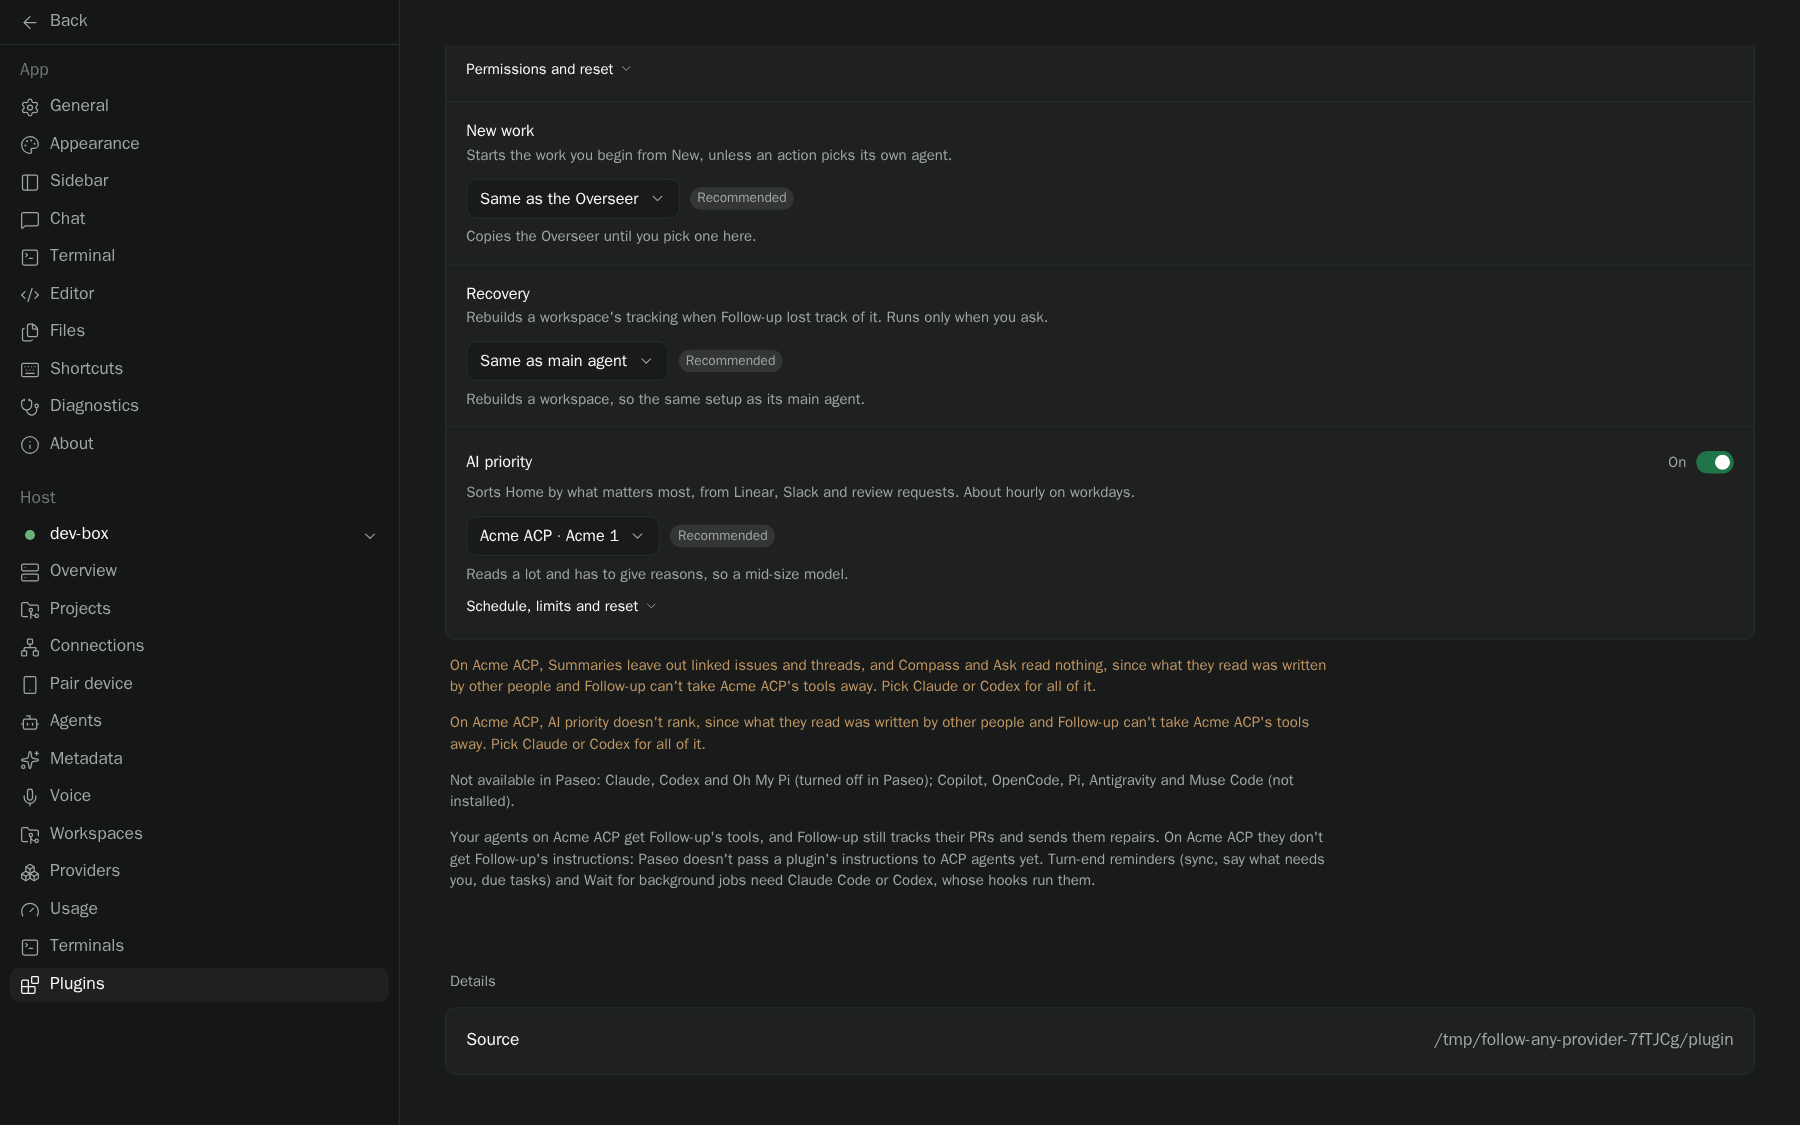 Back
App
General
Appearance
Sidebar
Chat
Terminal
Editor
Files
Shortcuts
Diagnostics
About
Host
dev-box
Overview
Projects
Connections
Pair device
Agents
Metadata
Voice
Workspaces
Providers
Usage
Terminals
Plugins
Permissions and reset
New work
Starts the work you begin from New, unless an action picks its own agent.
Same as the Overseer
Recommended
Copies the Overseer until you pick one here.
Recovery
Rebuilds a workspace's tracking when Follow-up lost track of it. Runs only when you ask.
Same as main agent
Recommended
Rebuilds a workspace, so the same setup as its main agent.
AI priority
On
Sorts Home by what matters most, from Linear, Slack and review requests. About hourly on workdays.
Acme ACP · Acme 1
Recommended
Reads a lot and has to give reasons, so a mid-size model.
Schedule, limits and reset
On Acme ACP, Summaries leave out linked issues and threads, and Compass and Ask read nothing, since what they read was written
by other people and Follow-up can't take Acme ACP's tools away. Pick Claude or Codex for all of it.
On Acme ACP, AI priority doesn't rank, since what they read was written by other people and Follow-up can't take Acme ACP's tools
away. Pick Claude or Codex for all of it.
Not available in Paseo: Claude, Codex and Oh My Pi (turned off in Paseo); Copilot, OpenCode, Pi, Antigravity and Muse Code (not
installed).
Your agents on Acme ACP get Follow-up's tools, and Follow-up still tracks their PRs and sends them repairs. On Acme ACP they don't
get Follow-up's instructions: Paseo doesn't pass a plugin's instructions to ACP agents yet. Turn-end reminders (sync, say what needs
you, due tasks) and Wait for background jobs need Claude Code or Codex, whose hooks run them.
Details
Source
/tmp/follow-any-provider-7fTJCg/plugin